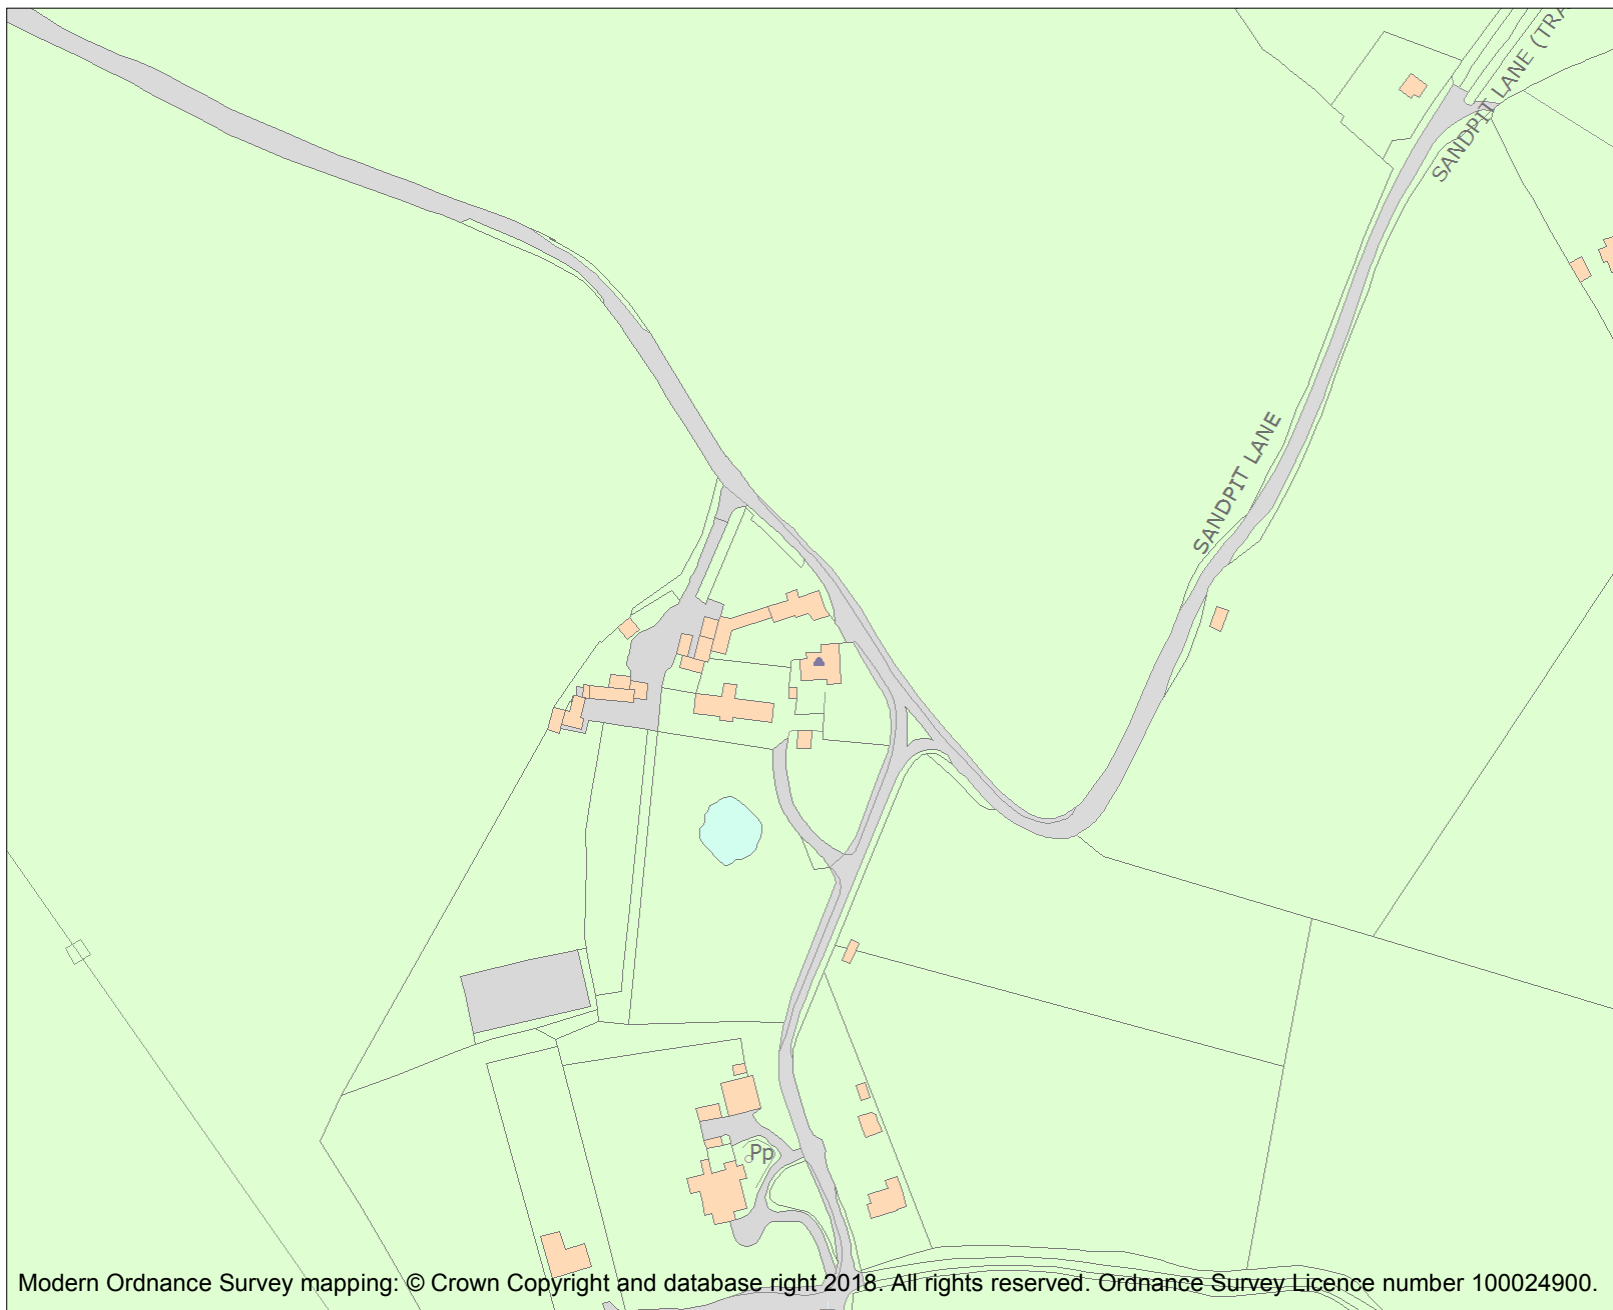 SANDPIT LANE (TRA
SANDPIT LANE
Pp
Modern Ordnance Survey mapping: © Crown Copyright and database right 2018. All rights reserved. Ordnance Survey Licence number 100024900.